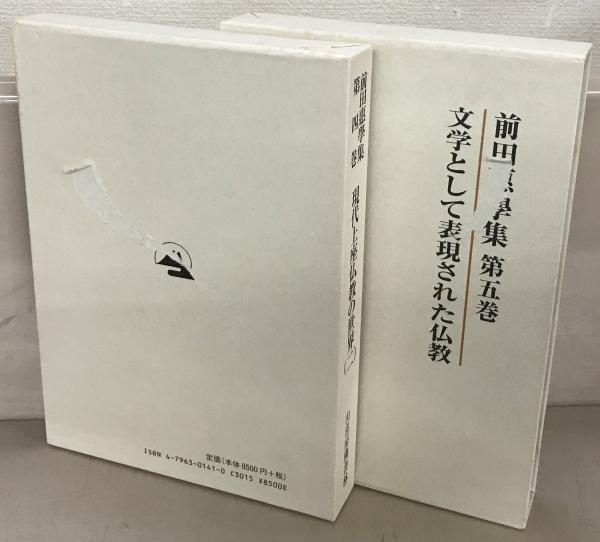 前田惠學集
第四巻
現代上座仏教の世界(二)
定価(本体8500円+税)
ISBN 4-7963-0141-0 C3015 ¥8500E
前田惠學集 第五巻
文学として表現された仏教